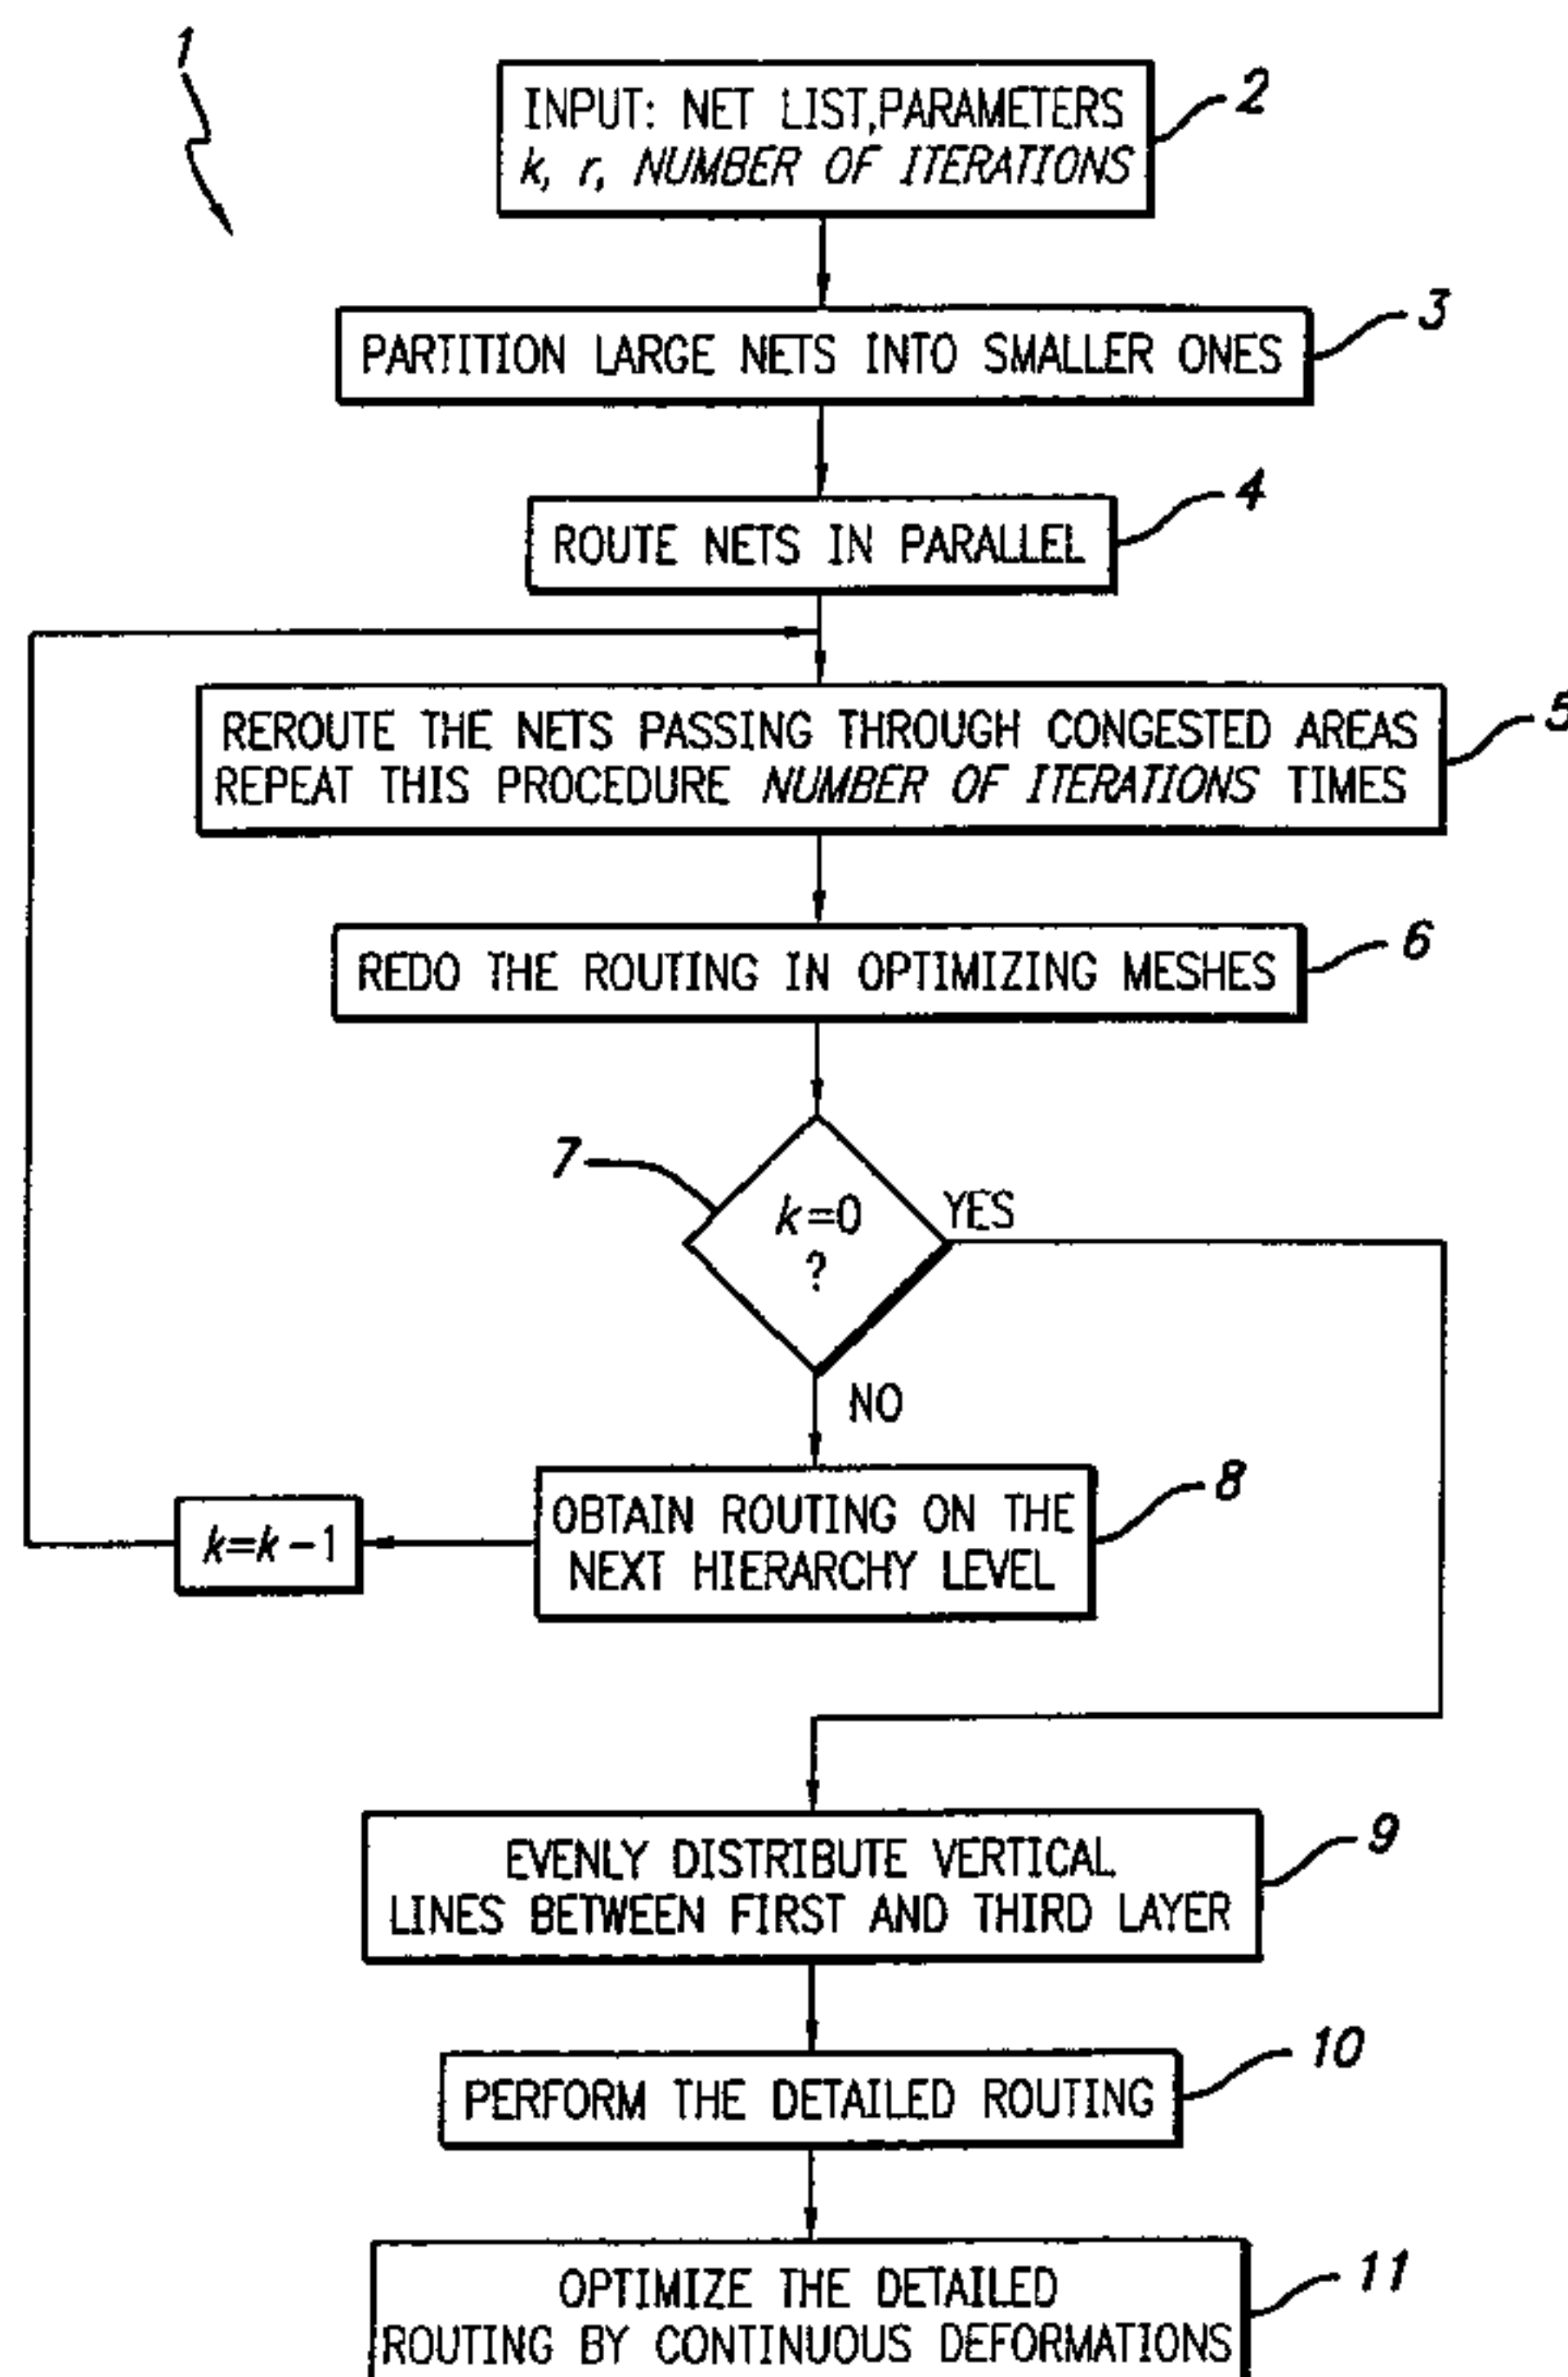 1
INPUT: NET LIST,PARAMETERS
k, r, NUMBER OF ITERATIONS
2
PARTITION LARGE NETS INTO SMALLER ONES
3
ROUTE NETS IN PARALLEL
4
REROUTE THE NETS PASSING THROUGH CONGESTED AREAS
REPEAT THIS PROCEDURE NUMBER OF ITERATIONS TIMES
5
REDO THE ROUTING IN OPTIMIZING MESHES
6
7
k=0
?
YES
NO
OBTAIN ROUTING ON THE
NEXT HIERARCHY LEVEL
8
k=k-1
EVENLY DISTRIBUTE VERTICAL
LINES BETWEEN FIRST AND THIRD LAYER
9
PERFORM THE DETAILED ROUTING
10
OPTIMIZE THE DETAILED
ROUTING BY CONTINUOUS DEFORMATIONS
11